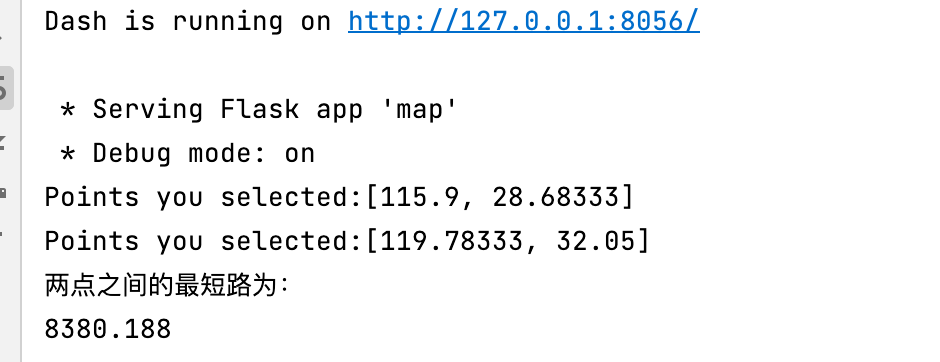 Dash is running on http://127.0.0.1:8056/
* Serving Flask app 'map'
* Debug mode: on
Points you selected:[115.9, 28.68333]
Points you selected:[119.78333, 32.05]
两点之间的最短路为：
8380.188